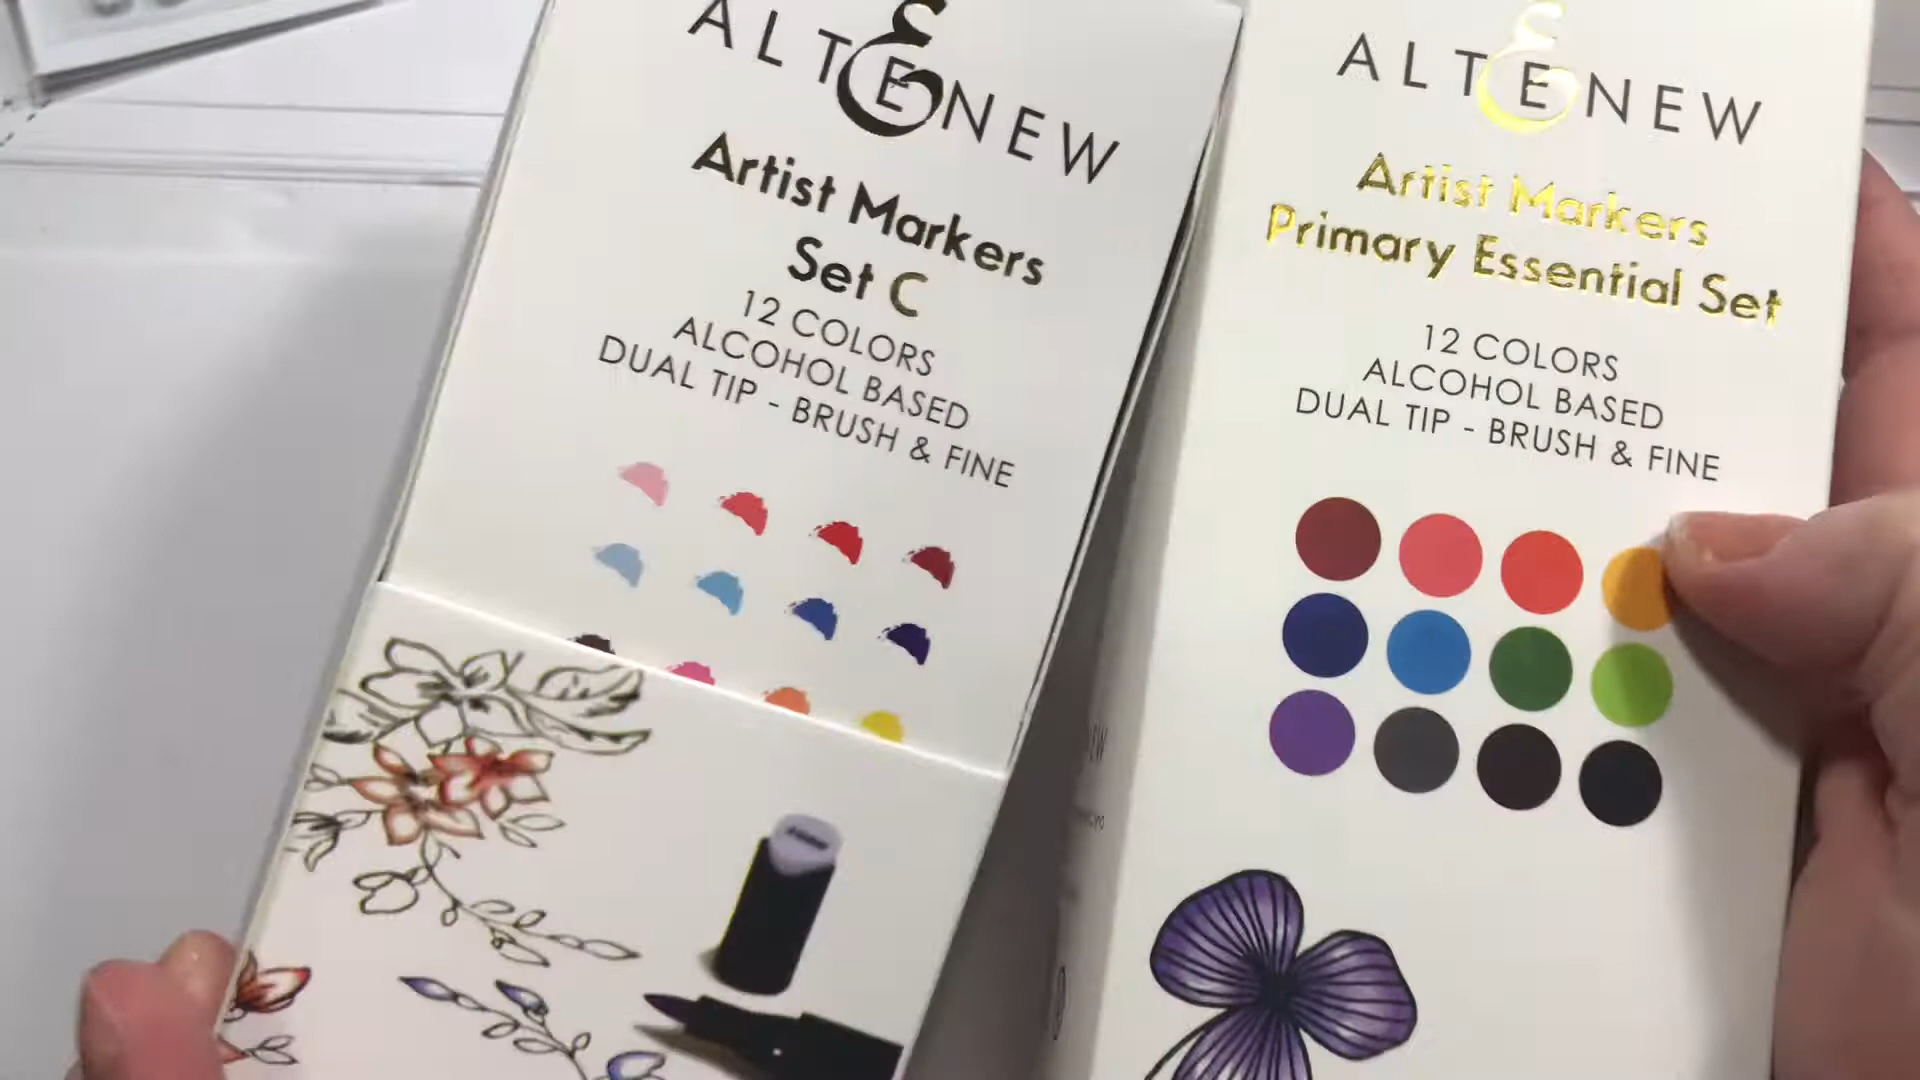 ALTENEW
Artist Markers
Set C
12 COLORS
ALCOHOL BASED
DUAL TIP - BRUSH & FINE
ALTENEW
Artist Markers
Primary Essential Set
12 COLORS
ALCOHOL BASED
DUAL TIP - BRUSH & FINE